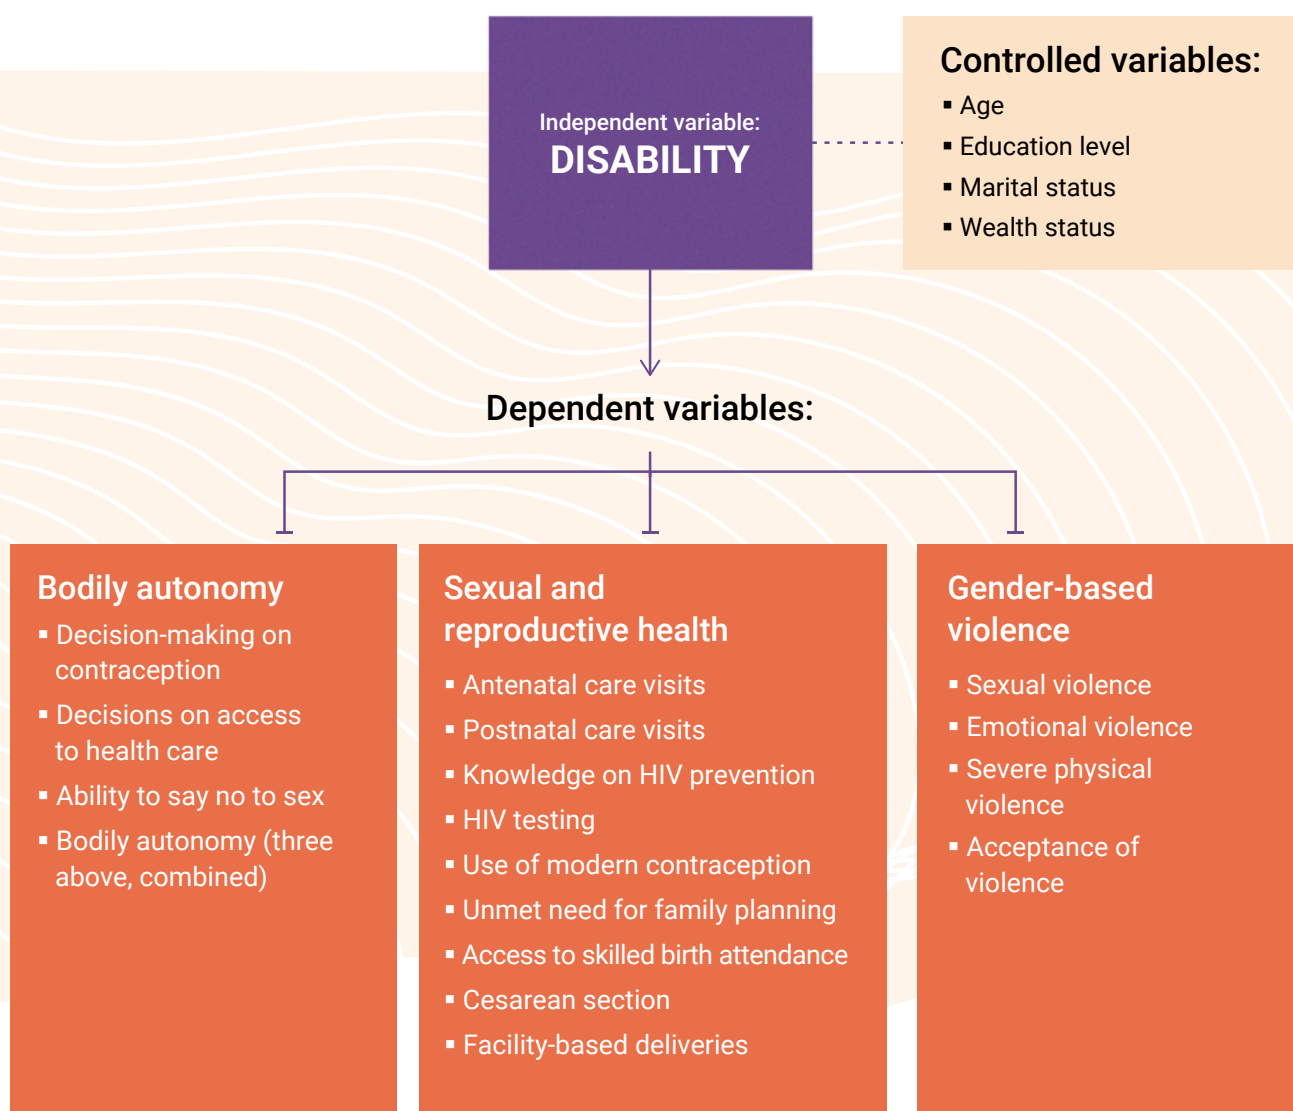 Independent variable:
DISABILITY
Controlled variables:
▪ Age
▪ Education level
▪ Marital status
▪ Wealth status
Dependent variables:
Bodily autonomy
▪ Decision-making on
contraception
▪ Decisions on access
to health care
▪ Ability to say no to sex
▪ Bodily autonomy (three
above, combined)
Sexual and
reproductive health
▪ Antenatal care visits
▪ Postnatal care visits
▪ Knowledge on HIV prevention
▪ HIV testing
▪ Use of modern contraception
▪ Unmet need for family planning
▪ Access to skilled birth attendance
▪ Cesarean section
▪ Facility-based deliveries
Gender-based
violence
▪ Sexual violence
▪ Emotional violence
▪ Severe physical
violence
▪ Acceptance of
violence